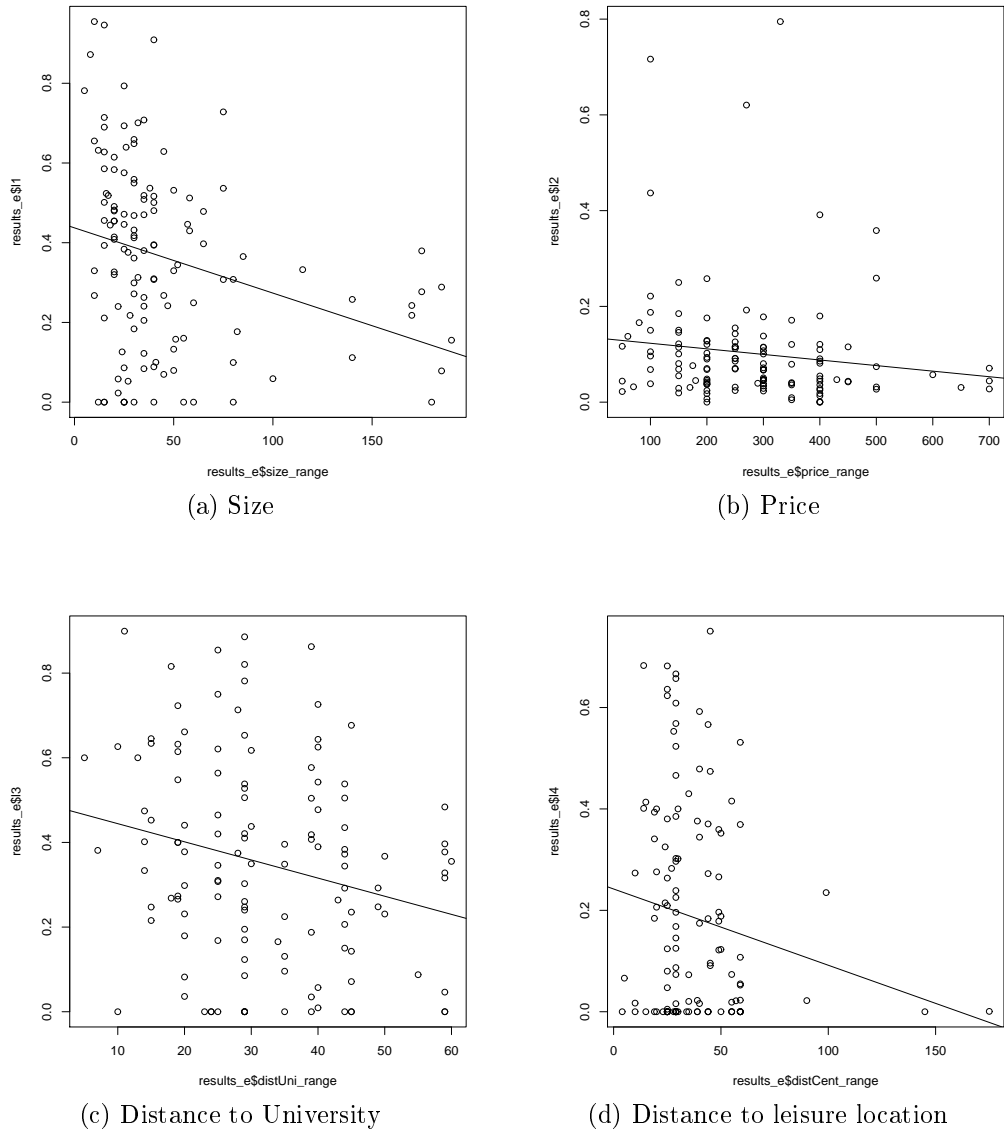 results_e$l1
0.0 0.2 0.4 0.6 0.8
0 50 100 150
results_e$size_range
(a) Size
results_e$l2
0.0 0.2 0.4 0.6 0.8
100 200 300 400 500 600 700
results_e$price_range
(b) Price
results_e$l3
0.0 0.2 0.4 0.6 0.8
10 20 30 40 50 60
results_e$distUni_range
(c) Distance to University
results_e$l4
0.0 0.2 0.4 0.6
0 50 100 150
results_e$distCent_range
(d) Distance to leisure location